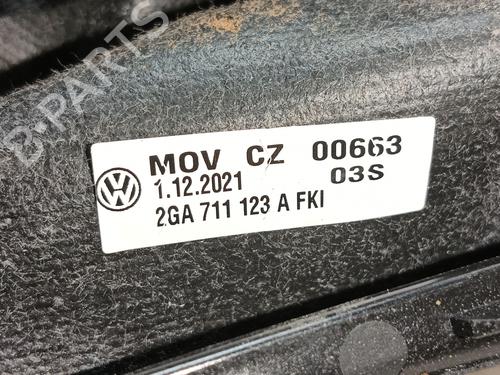 B-PARTS
MOV CZ 00663
1.12.2021 03S
2GA 711 123 A FKI